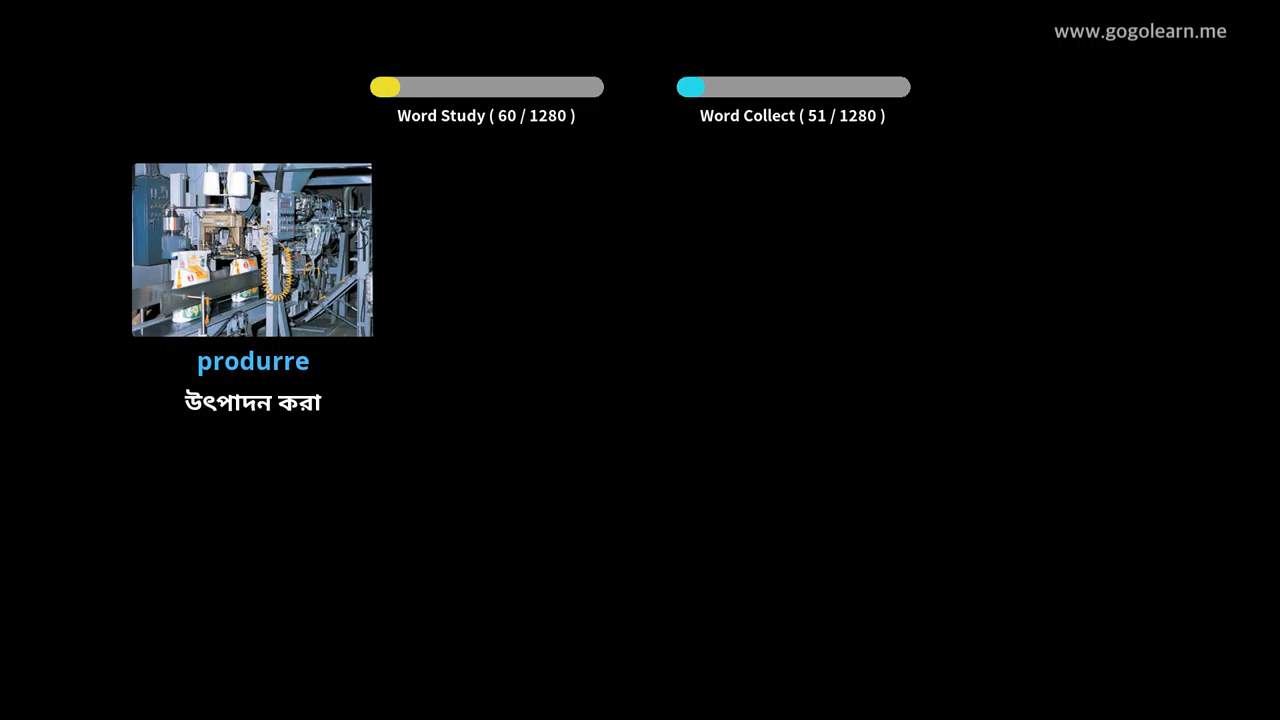 www.gogolearn.me
Word Study ( 60 / 1280 )
Word Collect ( 51 / 1280 )
produrre
উৎপাদন করা